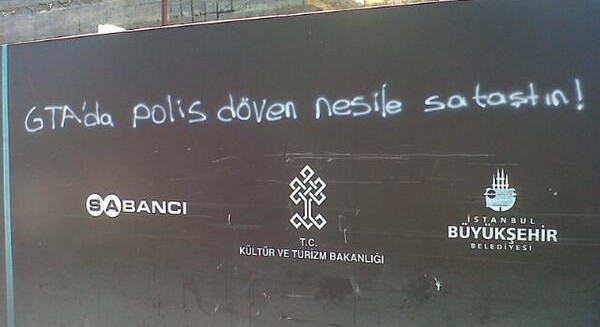 GTA'da polis döven nesile sataştın!
SABANCI
T.C.
KÜLTÜR VE TURİZM BAKANLIĞI
İSTANBUL
BÜYÜKŞEHİR
BELEDİYESİ